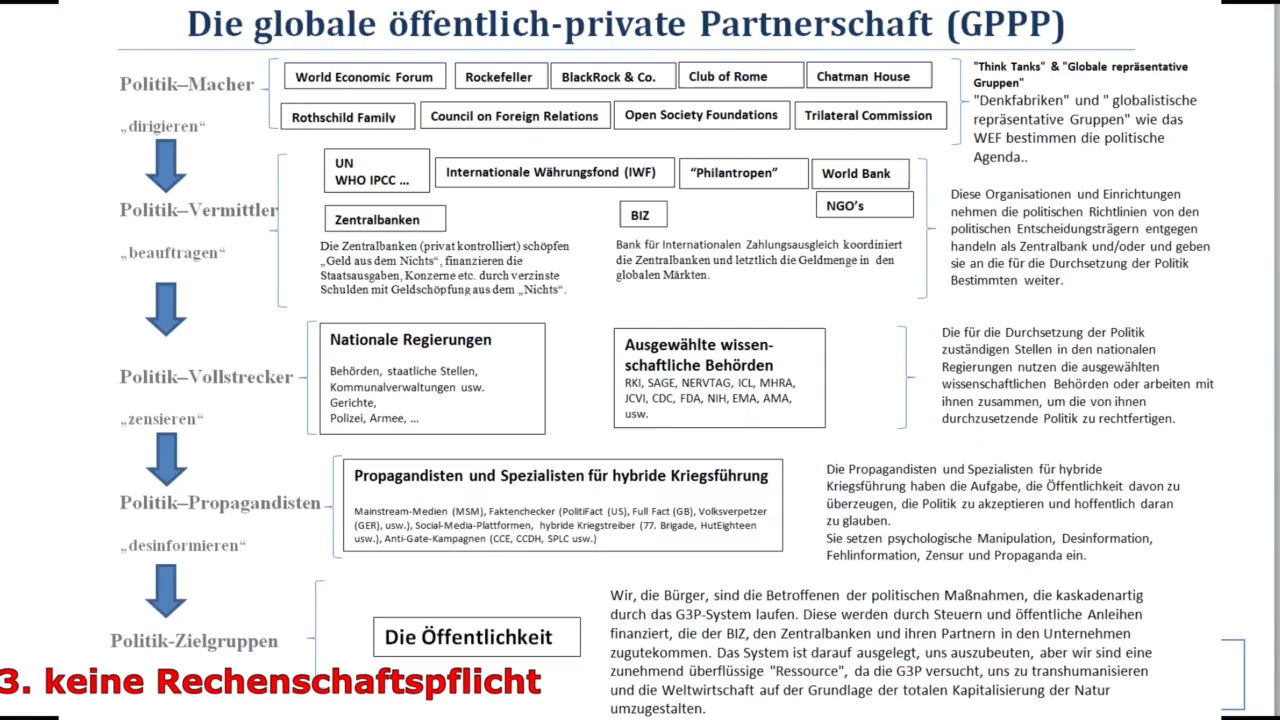 Die globale öffentlich-private Partnerschaft (GPPP)
Politik–Macher
„dirigieren“
World Economic Forum
Rockefeller
BlackRock & Co.
Club of Rome
Chatman House
Rothschild Family
Council on Foreign Relations
Open Society Foundations
Trilateral Commission
"Think Tanks" & "Globale repräsentative
Gruppen"
"Denkfabriken" und " globalistische
repräsentative Gruppen" wie das
WEF bestimmen die politische
Agenda..
Politik–Vermittler
„beauftragen“
UN
WHO IPCC ...
Internationale Währungsfond (IWF)
“Philantropen”
World Bank
Zentralbanken
BIZ
NGO’s
Die Zentralbanken (privat kontrolliert) schöpfen
„Geld aus dem Nichts“, finanzieren die
Staatsausgaben, Konzerne etc. durch verzinste
Schulden mit Geldschöpfung aus dem „Nichts“.
Bank für Internationalen Zahlungsausgleich koordiniert
die Zentralbanken und letztlich die Geldmenge in den
globalen Märkten.
Diese Organisationen und Einrichtungen
nehmen die politischen Richtlinien von den
politischen Entscheidungsträgern entgegen
handeln als Zentralbank und/oder und geben
sie an die für die Durchsetzung der Politik
Bestimmten weiter.
Politik–Vollstrecker
„zensieren“
Nationale Regierungen
Behörden, staatliche Stellen,
Kommunalverwaltungen usw.
Gerichte,
Polizei, Armee, ...
Ausgewählte wissen-
schaftliche Behörden
RKI, SAGE, NERVTAG, ICL, MHRA,
JCVI, CDC, FDA, NIH, EMA, AMA,
usw.
Die für die Durchsetzung der Politik
zuständigen Stellen in den nationalen
Regierungen nutzen die ausgewählten
wissenschaftlichen Behörden oder arbeiten mit
ihnen zusammen, um die von ihnen
durchzusetzende Politik zu rechtfertigen.
Politik–Propagandisten
„desinformieren“
Propagandisten und Spezialisten für hybride Kriegsführung
Mainstream-Medien (MSM), Faktenchecker (PolitiFact (US), Full Fact (GB), Volksverpetzer
(GER), usw.), Social-Media-Plattformen, hybride Kriegstreiber (77. Brigade, HutEighteen
usw.), Anti-Gate-Kampagnen (CCE, CCDH, SPLC usw.)
Die Propagandisten und Spezialisten für hybride
Kriegsführung haben die Aufgabe, die Öffentlichkeit davon zu
überzeugen, die Politik zu akzeptieren und hoffentlich daran
zu glauben.
Sie setzen psychologische Manipulation, Desinformation,
Fehlinformation, Zensur und Propaganda ein.
Politik-Zielgruppen
Die Öffentlichkeit
Wir, die Bürger, sind die Betroffenen der politischen Maßnahmen, die kaskadenartig
durch das G3P-System laufen. Diese werden durch Steuern und öffentliche Anleihen
finanziert, die der BIZ, den Zentralbanken und ihren Partnern in den Unternehmen
zugutekommen. Das System ist darauf ausgelegt, uns auszubeuten, aber wir sind eine
zunehmend überflüssige "Ressource", da die G3P versucht, uns zu transhumanisieren
und die Weltwirtschaft auf der Grundlage der totalen Kapitalisierung der Natur
umzugestalten.
3. keine Rechenschaftspflicht